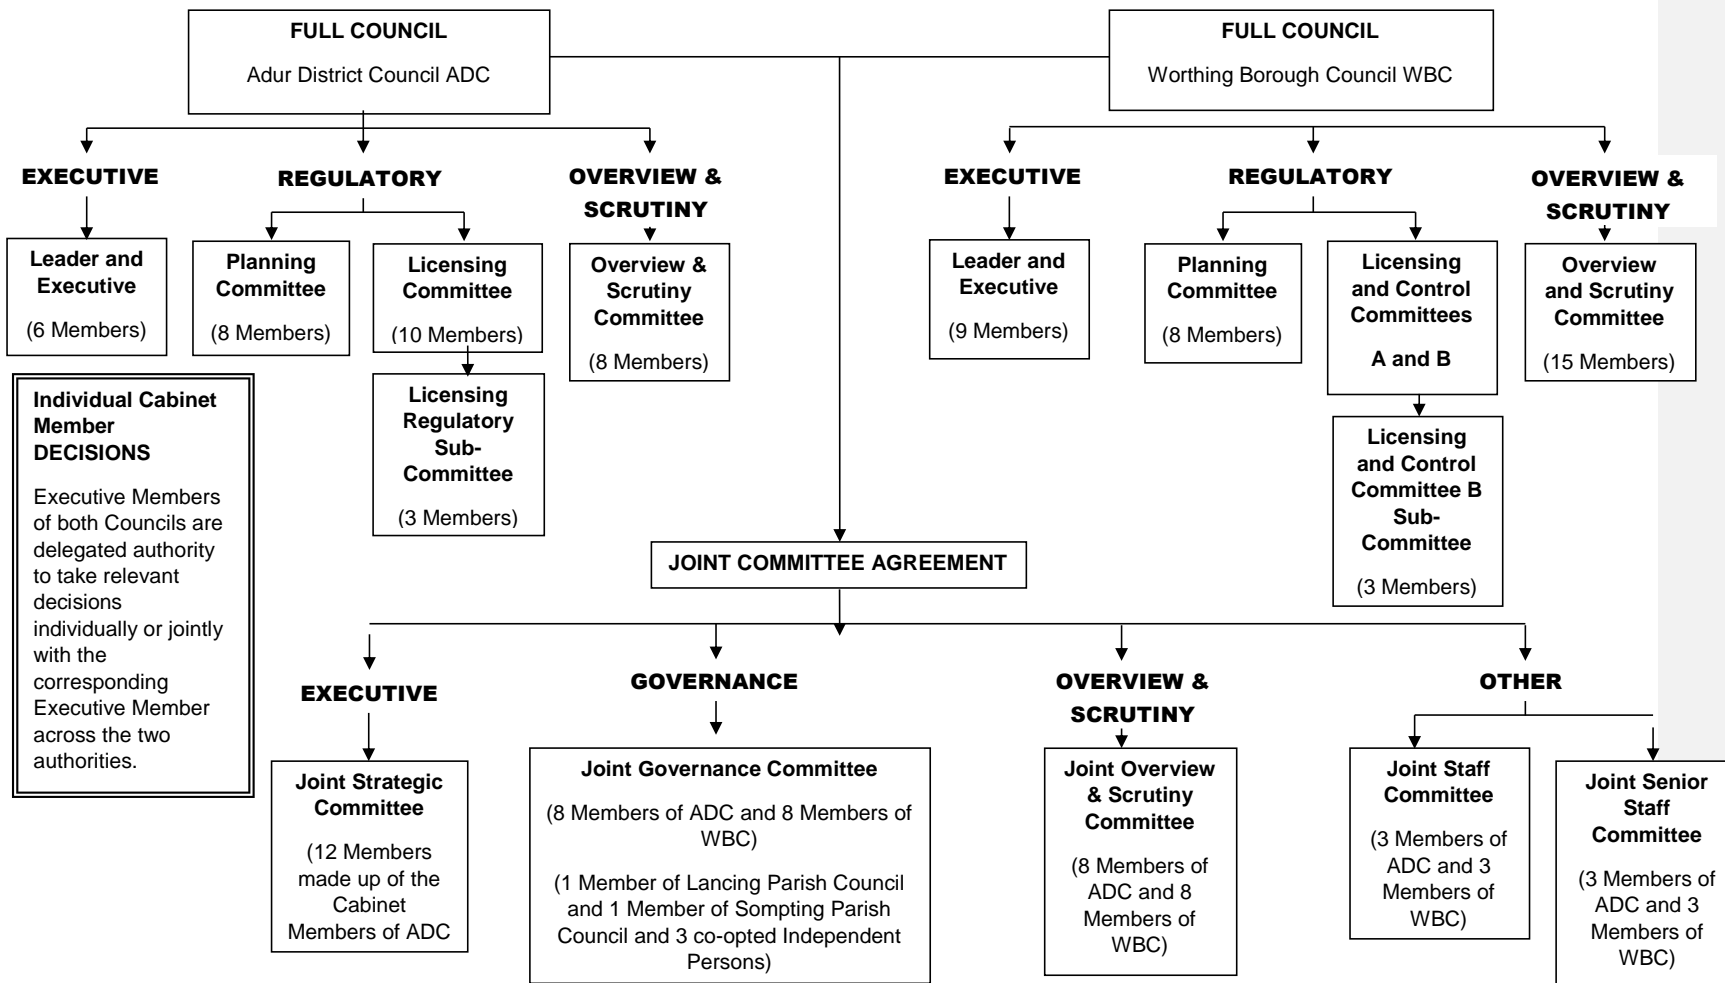 FULL COUNCIL
Adur District Council ADC
FULL COUNCIL
Worthing Borough Council WBC
EXECUTIVE
REGULATORY
OVERVIEW &
SCRUTINY
Leader and
Executive
(6 Members)
Planning
Committee
(8 Members)
Licensing
Committee
(10 Members)
Overview &
Scrutiny
Committee
(8 Members)
Licensing
Regulatory
Sub-
Committee
(3 Members)
EXECUTIVE
REGULATORY
OVERVIEW &
SCRUTINY
Leader and
Executive
(9 Members)
Planning
Committee
(8 Members)
Licensing
and Control
Committees
A and B
Overview
and Scrutiny
Committee
(15 Members)
Licensing
and Control
Committee B
Sub-
Committee
(3 Members)
Individual Cabinet
Member
DECISIONS
Executive Members
of both Councils are
delegated authority
to take relevant
decisions
individually or jointly
with the
corresponding
Executive Member
across the two
authorities.
JOINT COMMITTEE AGREEMENT
EXECUTIVE
GOVERNANCE
OVERVIEW &
SCRUTINY
OTHER
Joint Strategic
Committee
(12 Members
made up of the
Cabinet
Members of ADC
Joint Governance Committee
(8 Members of ADC and 8 Members of
WBC)
(1 Member of Lancing Parish Council
and 1 Member of Sompting Parish
Council and 3 co-opted Independent
Persons)
Joint Overview
& Scrutiny
Committee
(8 Members of
ADC and 8
Members of
WBC)
Joint Staff
Committee
(3 Members of
ADC and 3
Members of
WBC)
Joint Senior
Staff
Committee
(3 Members of
ADC and 3
Members of
WBC)